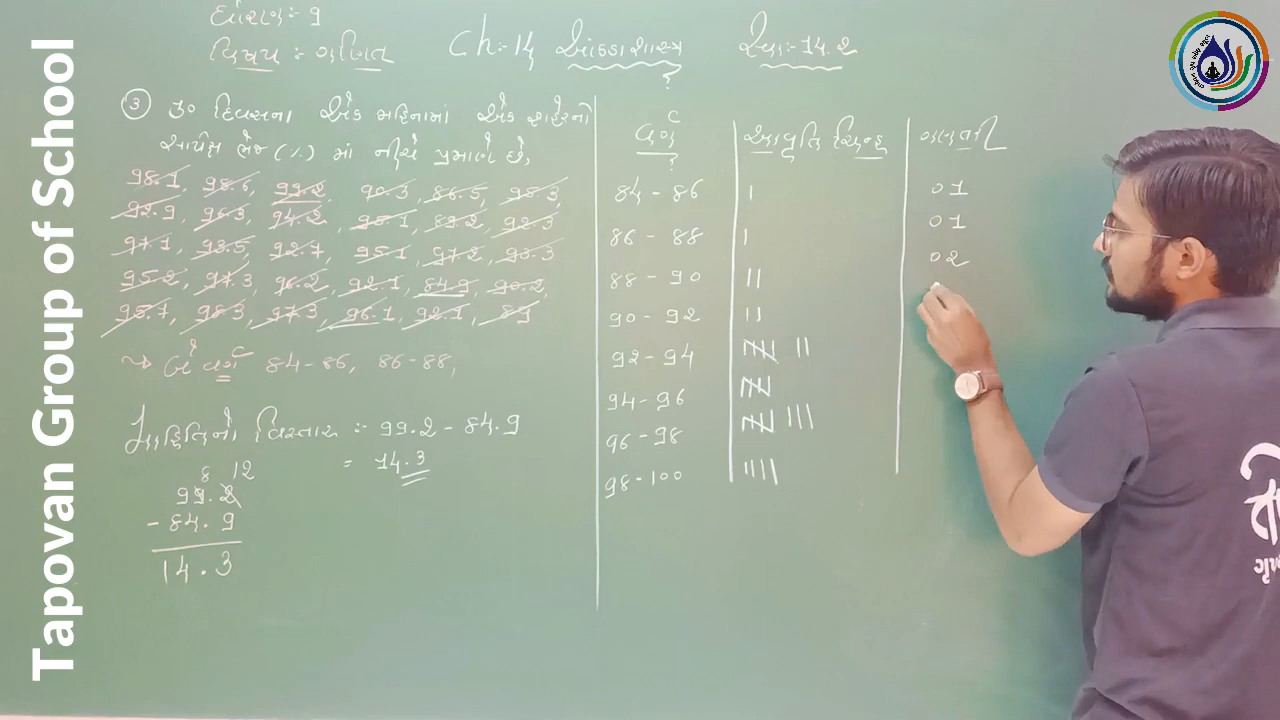 Tapovan Group of School
ધોરણ:- 9
વિષય :- ગણિત
Ch:-14 આંકડાશાસ્ત્ર
સ્વા:-14.2
③ 30 દિવસના એક મહિનામાં એક શહેરનો
સાપેક્ષ ભેજ (%) માં નીચે પ્રમાણે છે,
98.1, 98.6, 99.2, 90.3, 86.5, 95.3,
92.9, 96.3, 94.2, 95.1, 89.2, 92.3
97.1, 93.5, 92.7, 95.1, 97.2, 93.3
95.2, 97.3, 96.2, 92.1, 84.9, 90.2,
95.7, 98.3, 97.3, 96.1, 92.1, 89
→ બે વર્ગ 84-86, 86-88,
માહિતિનો વિસ્તાર :- 99.2 - 84.9
= 14.3
8 12
99.2
- 84.9
14.3
વર્ગ આવૃતિ ચિન્હ
84 - 86 | 01
86 - 88 | 01
88 - 90 || 02
90 - 92 ||
92 - 94 |||| ||
94 - 96 ||||
96 - 98 |||| |||
98 - 100 ||||